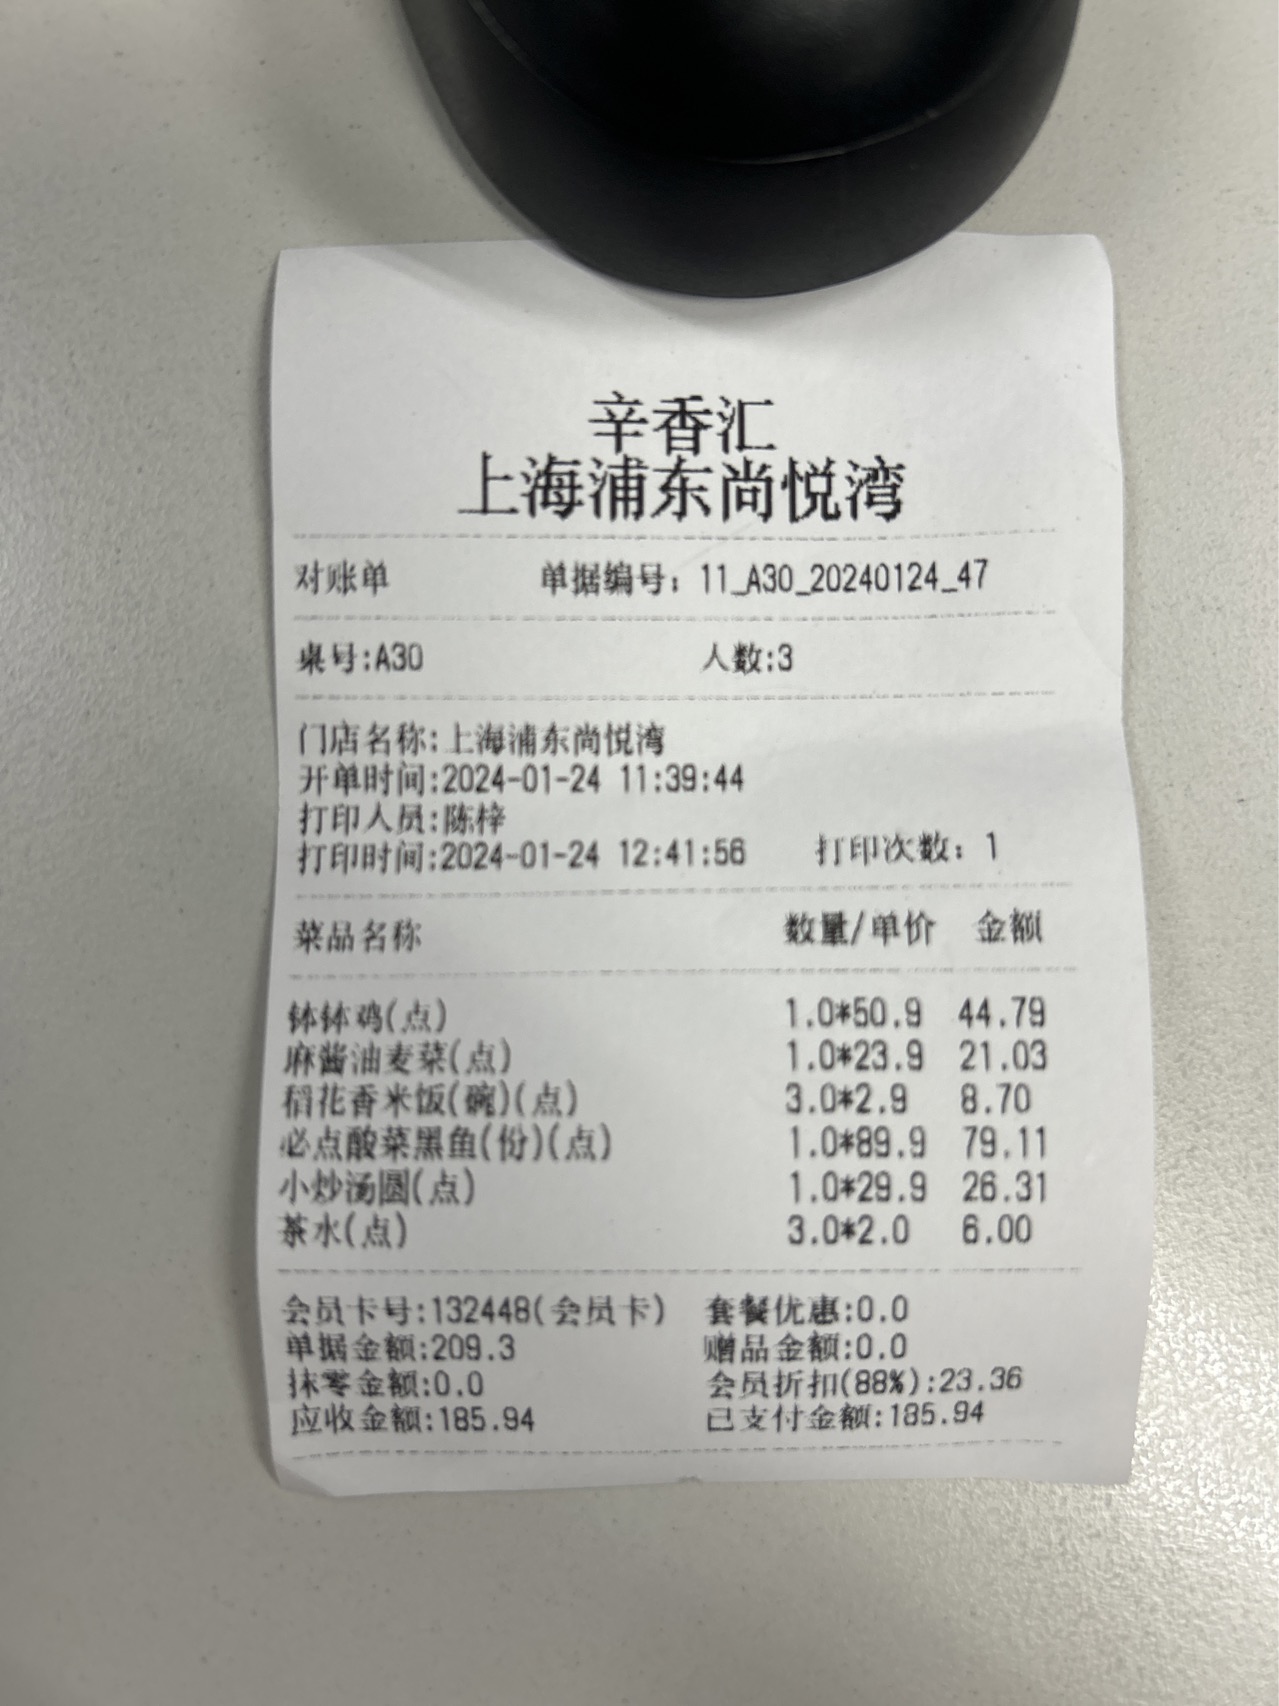 辛香汇
上海浦东尚悦湾
对账单 单据编号：11_A30_20240124_47
桌号:A30 人数:3
门店名称:上海浦东尚悦湾
开单时间:2024-01-24 11:39:44
打印人员:陈梓
打印时间:2024-01-24 12:41:56 打印次数：1
菜品名称 数量/单价 金额
钵钵鸡(点) 1.0*50.9 44.79
麻酱油麦菜(点) 1.0*23.9 21.03
稻花香米饭(碗)(点) 3.0*2.9 8.70
必点酸菜黑鱼(份)(点) 1.0*89.9 79.11
小炒汤圆(点) 1.0*29.9 26.31
茶水(点) 3.0*2.0 6.00
会员卡号:132448(会员卡) 套餐优惠:0.0
单据金额:209.3 赠品金额:0.0
抹零金额:0.0 会员折扣(88%):23.36
应收金额:185.94 已支付金额:185.94